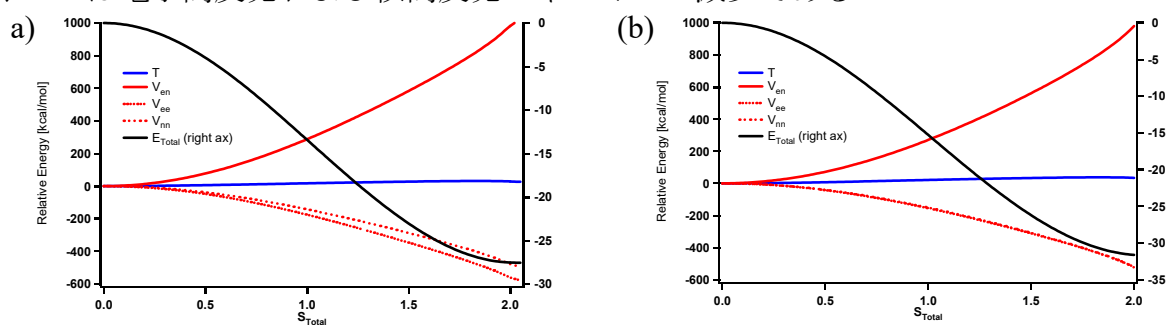 a)
(b)
1000
800
600
400
200
0
-200
-400
-600
Relative Energy [kcal/mol]
T
V_en
V_ee
V_nn
E_Total (right ax)
0
-5
-10
-15
-20
-25
-30
0.0 0.5 1.0 1.5 2.0
S_Total
1000
800
600
400
200
0
-200
-400
-600
Relative Energy [kcal/mol]
T
V_en
V_ee
V_nn
E_Total (right ax)
0
-5
-10
-15
-20
-25
-30
-35
0.0 0.5 1.0 1.5 2.0
S_Total